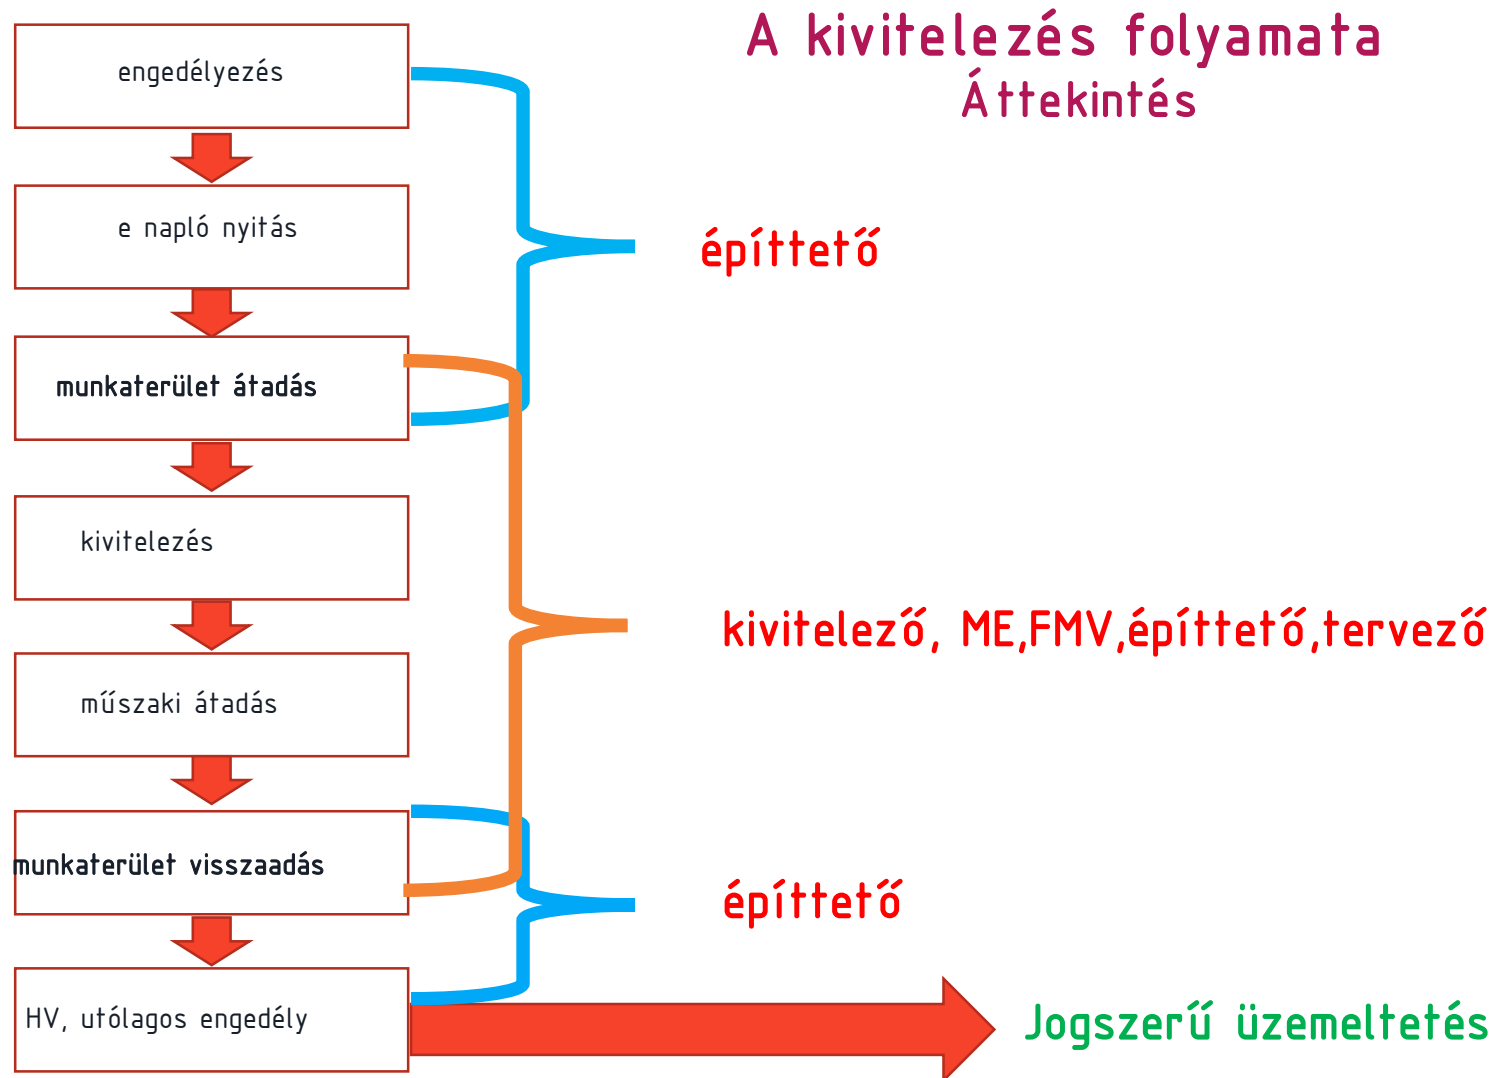 A kivitelezés folyamata
Áttekintés
engedélyezés
e napló nyitás
építtető
munkaterület átadás
kivitelezés
kivitelező, ME,FMV,építtető,tervező
műszaki átadás
munkaterület visszaadás
építtető
HV, utólagos engedély
Jogszerű üzemeltetés